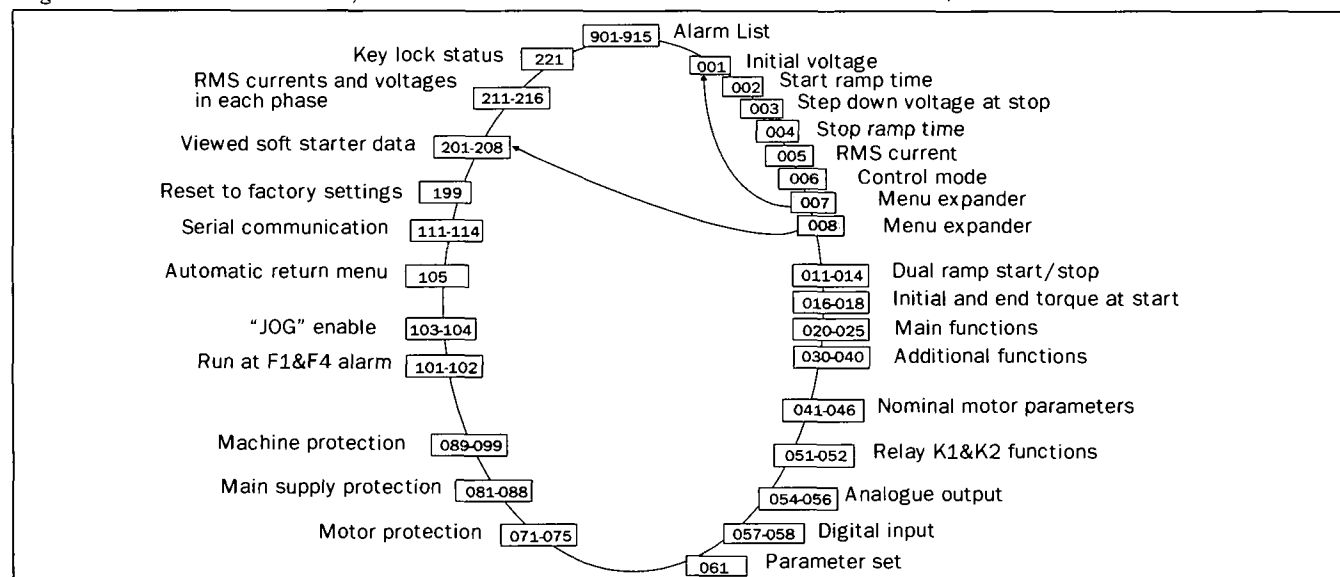 901-915 Alarm List
001 Initial voltage
002 Start ramp time
003 Step down voltage at stop
004 Stop ramp time
005 RMS current
006 Control mode
007 Menu expander
008 Menu expander
011-014 Dual ramp start/stop
016-018 Initial and end torque at start
020-025 Main functions
030-040 Additional functions
041-046 Nominal motor parameters
051-052 Relay K1&K2 functions
054-056 Analogue output
057-058 Digital input
061 Parameter set
Motor protection 071-075
Main supply protection 081-088
Machine protection 089-099
Run at F1&F4 alarm 101-102
“JOG” enable 103-104
Automatic return menu 105
Serial communication 111-114
Reset to factory settings 199
Viewed soft starter data 201-208
RMS currents and voltages
in each phase 211-216
Key lock status 221